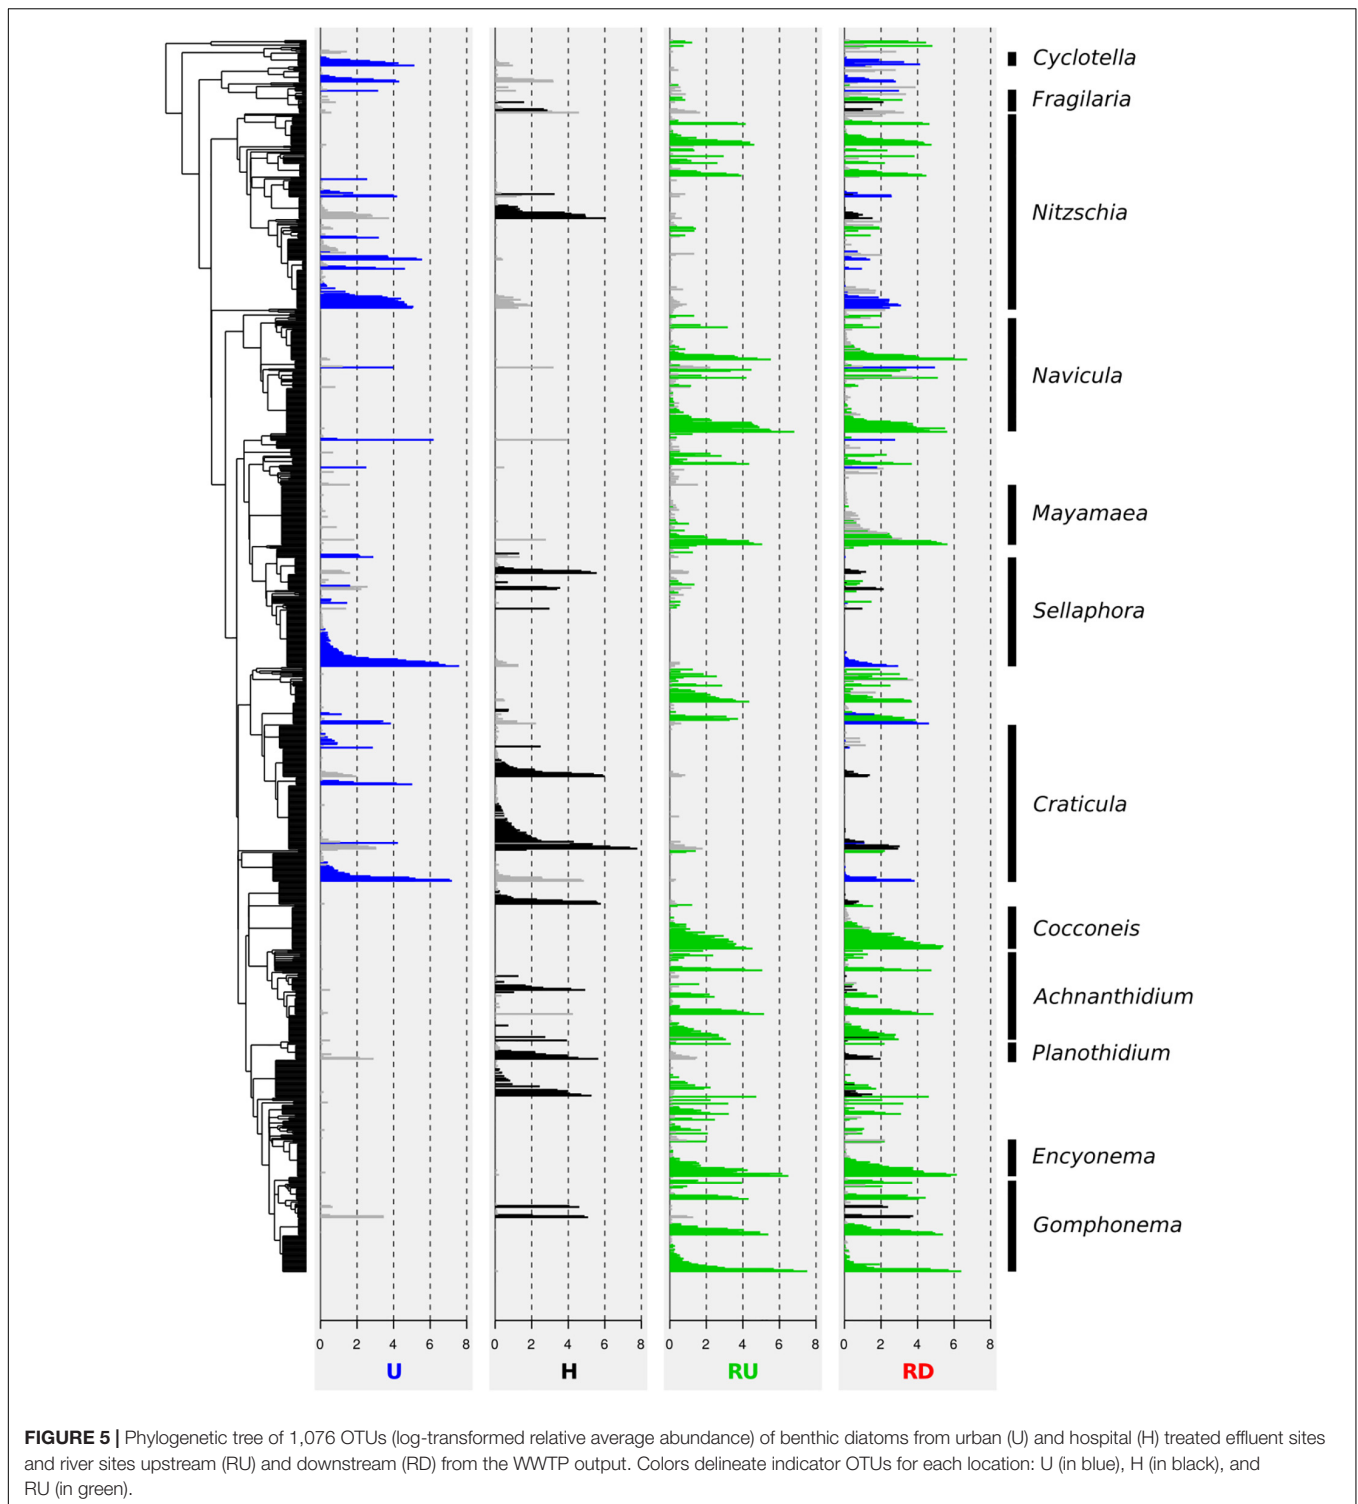 Cyclotella
Fragilaria
Nitzschia
Navicula
Mayamaea
Sellaphora
Craticula
Cocconeis
Achnanthidium
Planothidium
Encyonema
Gomphonema
0 2 4 6 8 0 2 4 6 8 0 2 4 6 8 0 2 4 6 8
U H RU RD
FIGURE 5 | Phylogenetic tree of 1,076 OTUs (log-transformed relative average abundance) of benthic diatoms from urban (U) and hospital (H) treated effluent sites
and river sites upstream (RU) and downstream (RD) from the WWTP output. Colors delineate indicator OTUs for each location: U (in blue), H (in black), and
RU (in green).